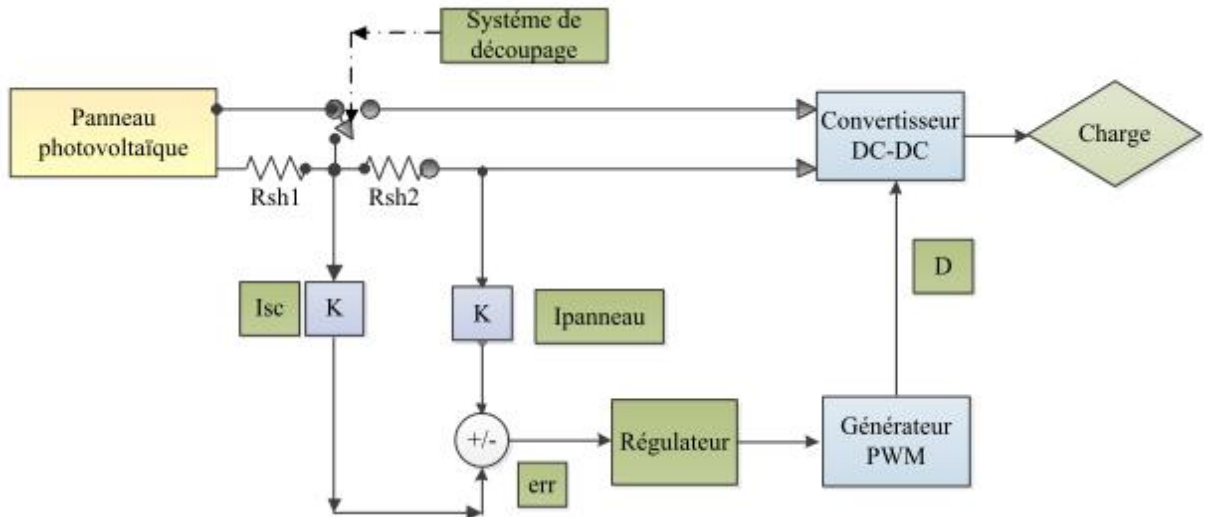 Systéme de
découpage
Panneau
photovoltaïque
Convertisseur
DC-DC
Charge
Rsh1
Rsh2
D
Isc
K
K
Ipanneau
+/-
Régulateur
Générateur
PWM
err